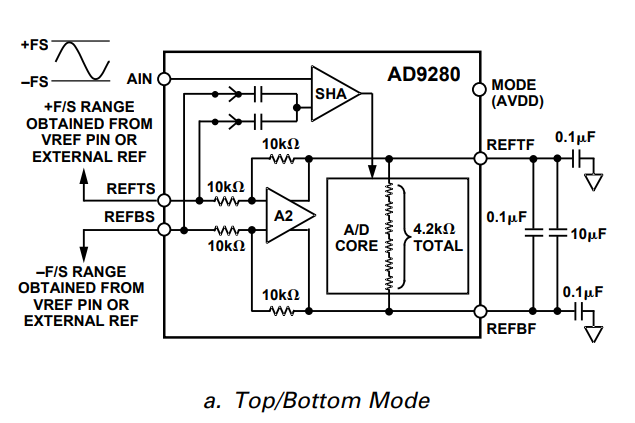 +FS
–FS
AIN
+F/S RANGE
OBTAINED FROM
VREF PIN OR
EXTERNAL REF
REFTS
REFBS
–F/S RANGE
OBTAINED FROM
VREF PIN OR
EXTERNAL REF
AD9280
SHA
10kΩ
10kΩ
A2
10kΩ
10kΩ
A/D
CORE
4.2kΩ
TOTAL
MODE
(AVDD)
REFTF
0.1μF
0.1μF
10μF
0.1μF
REFBF
a. Top/Bottom Mode